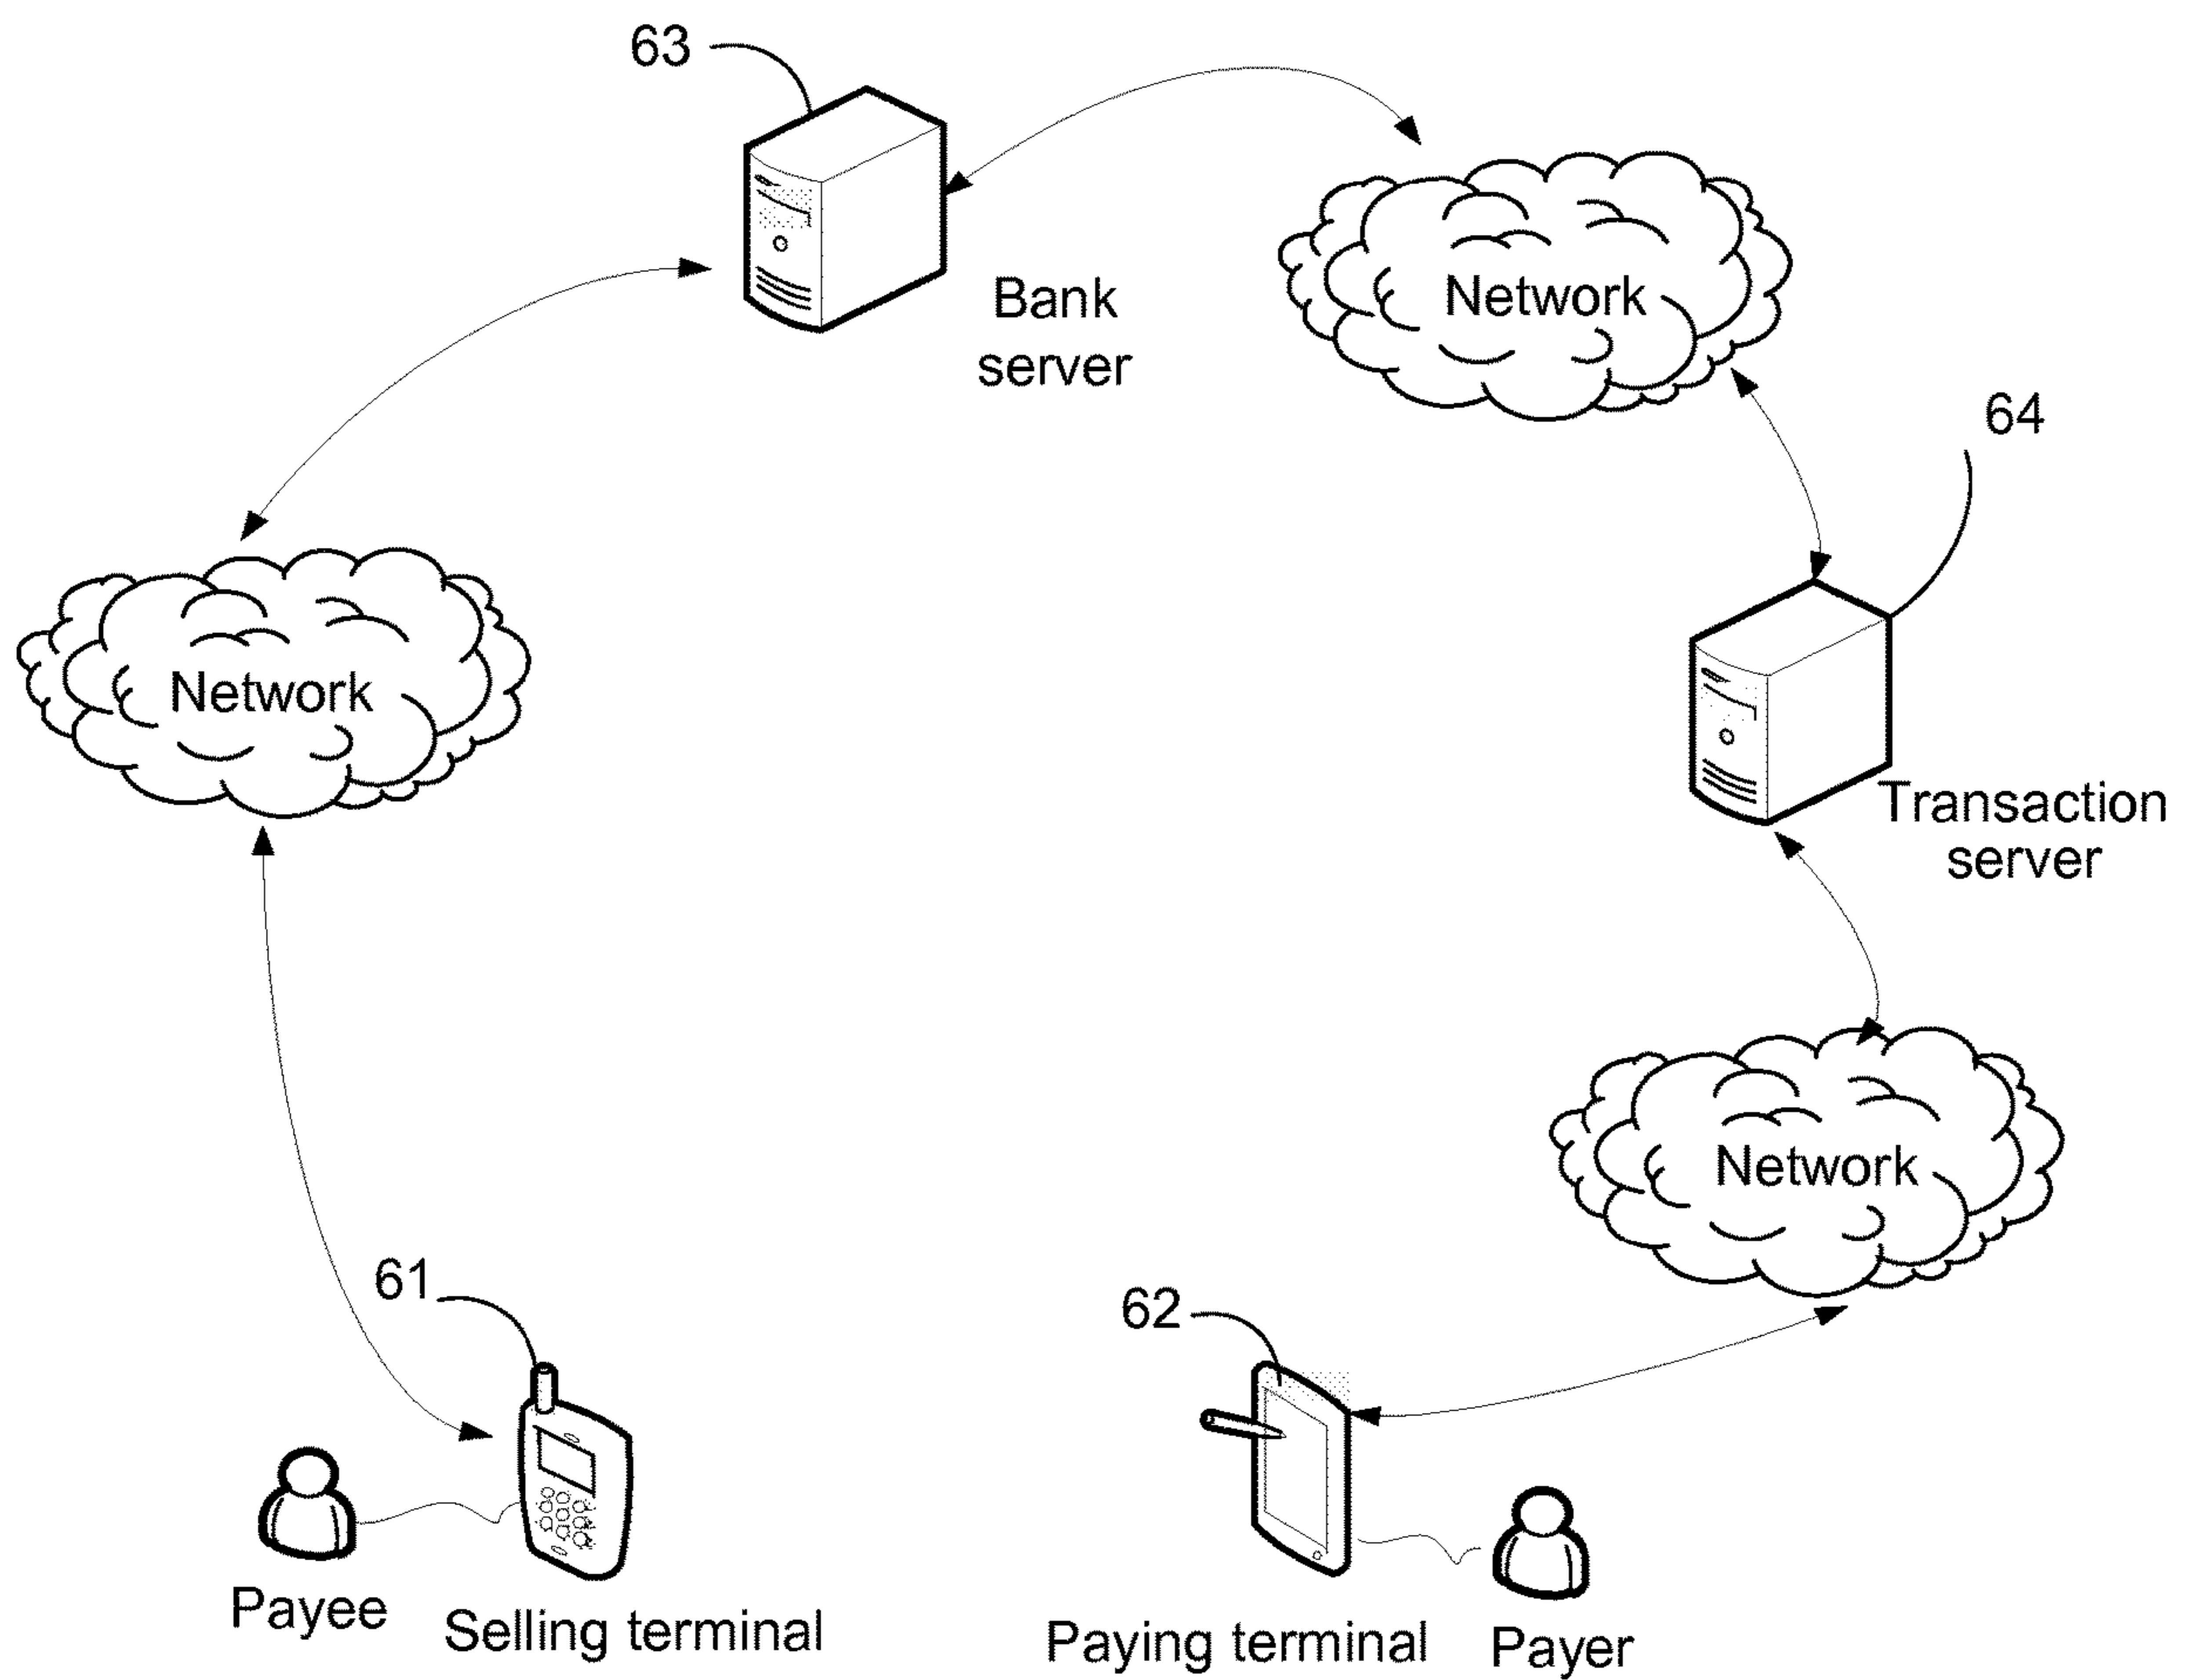 63
Bank
server
Network
64
Network
Transaction
server
Network
61
62
Payee
Selling terminal
Paying terminal
Payer